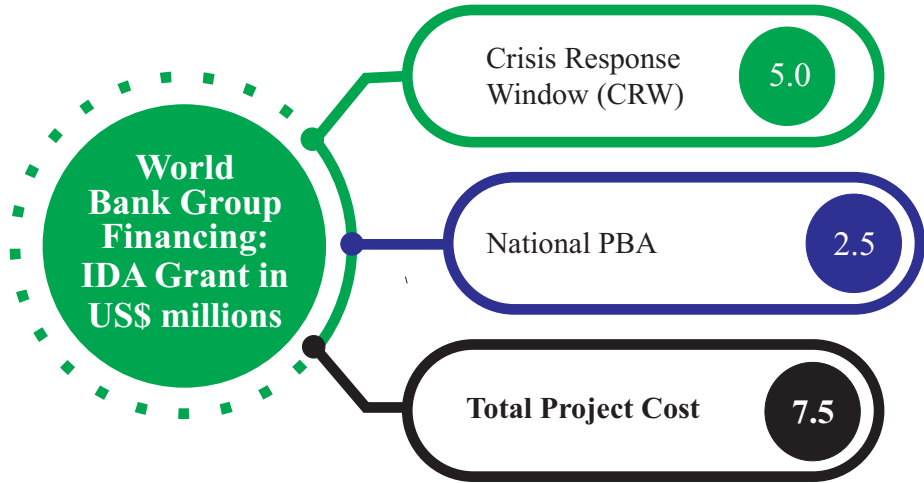 World
Bank Group
Financing:
IDA Grant in
US$ millions
Crisis Response
Window (CRW)
5.0
National PBA
2.5
Total Project Cost
7.5